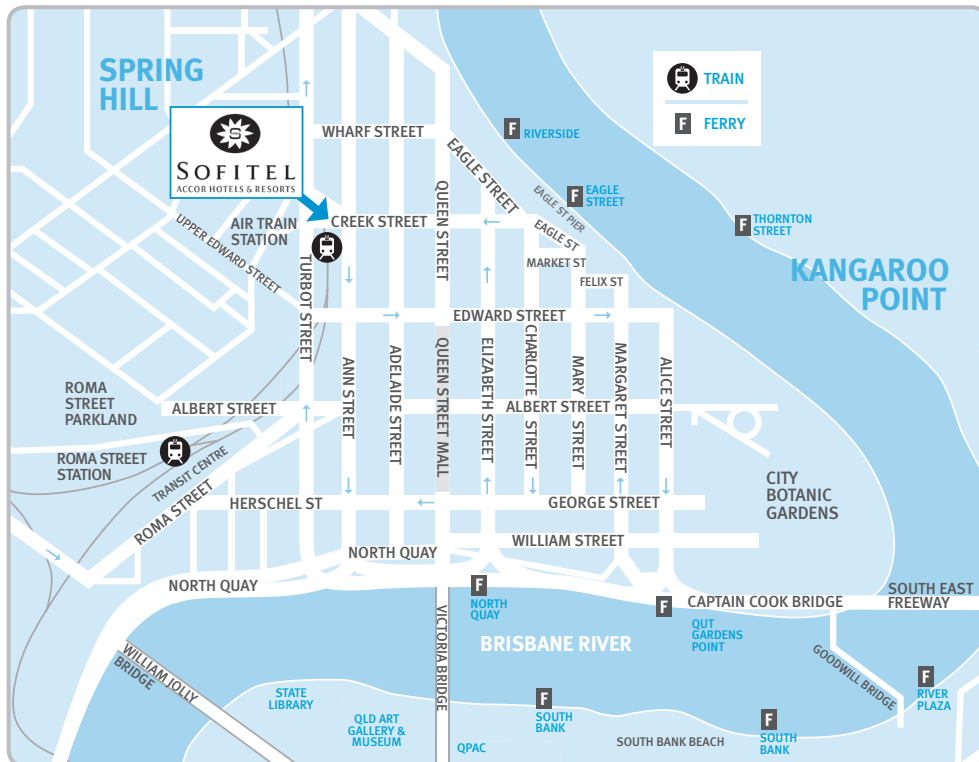 SPRING
HILL
TRAIN
F
FERRY
S
SOFITEL
ACCOR HOTELS & RESORTS
WHARF STREET
F
RIVERSIDE
EAGLE STREET
QUEEN STREET
EAGLE ST PIER
F
EAGLE
STREET
F
THORNTON
STREET
AIR TRAIN
STATION
CREEK STREET
EAGLE ST
UPPER EDWARD STREET
MARKET ST
FELIX ST
KANGAROO
POINT
TURBOT STREET
EDWARD STREET
ANN STREET
ADELAIDE STREET
QUEEN STREET MALL
ELIZABETH STREET
CHARLOTTE STREET
MARY STREET
MARGARET STREET
ALICE STREET
ROMA
STREET
PARKLAND
ALBERT STREET
ALBERT STREET
ROMA STREET
STATION
TRANSIT CENTRE
ROMA STREET
CITY
BOTANIC
GARDENS
HERSCHEL ST
GEORGE STREET
WILLIAM STREET
NORTH QUAY
NORTH QUAY
F
NORTH
QUAY
F
QUT
GARDENS
POINT
CAPTAIN COOK BRIDGE
SOUTH EAST
FREEWAY
VICTORIA BRIDGE
BRISBANE RIVER
GOODWILL BRIDGE
WILLIAM JOLLY
BRIDGE
F
RIVER
PLAZA
STATE
LIBRARY
QLD ART
GALLERY &
MUSEUM
QPAC
F
SOUTH
BANK
SOUTH BANK BEACH
F
SOUTH
BANK